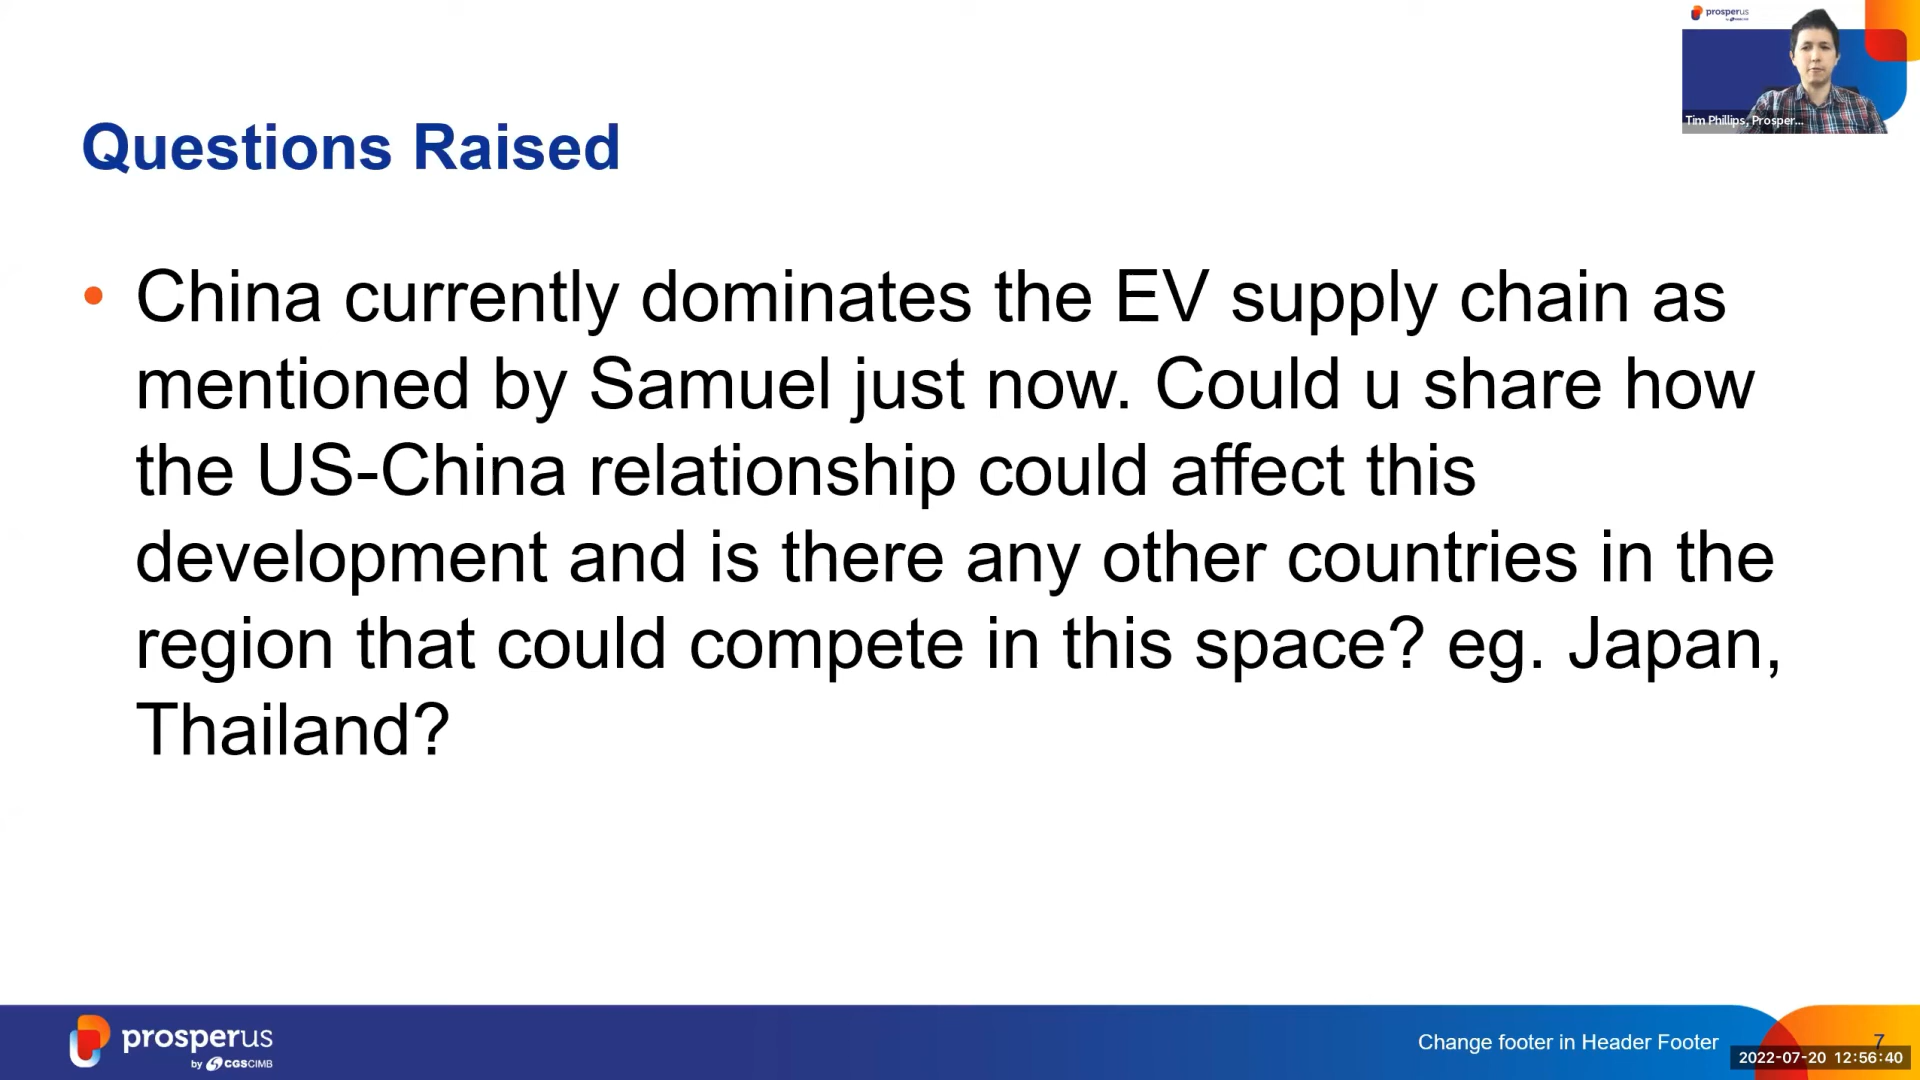 prosperus
by CGSCIMB
Tim Phillips, Prosper...
Questions Raised
• China currently dominates the EV supply chain as
mentioned by Samuel just now. Could u share how
the US-China relationship could affect this
development and is there any other countries in the
region that could compete in this space? eg. Japan,
Thailand?
prosperus
by CGSCIMB
Change footer in Header Footer
7
2022-07-20 12:56:40